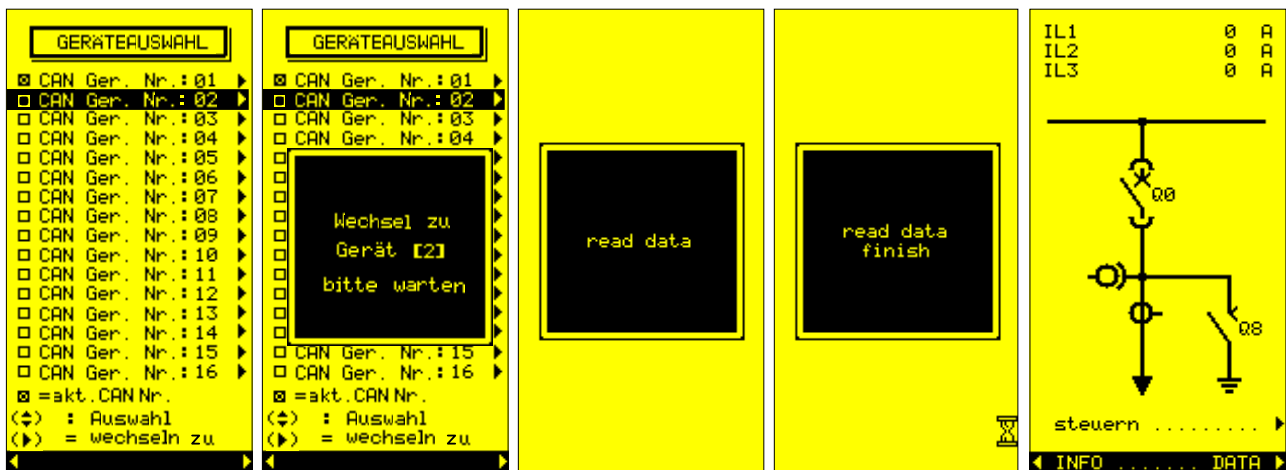 GERÄTEAUSWAHL
CAN Ger. Nr.:01
CAN Ger. Nr.:02
CAN Ger. Nr.:03
CAN Ger. Nr.:04
CAN Ger. Nr.:05
CAN Ger. Nr.:06
CAN Ger. Nr.:07
CAN Ger. Nr.:08
CAN Ger. Nr.:09
CAN Ger. Nr.:10
CAN Ger. Nr.:11
CAN Ger. Nr.:12
CAN Ger. Nr.:13
CAN Ger. Nr.:14
CAN Ger. Nr.:15
CAN Ger. Nr.:16
=akt.CAN Nr.
: Auswahl
= wechseln zu
GERÄTEAUSWAHL
CAN Ger. Nr.:01
CAN Ger. Nr.:02
CAN Ger. Nr.:03
CAN Ger. Nr.:04
Wechsel zu
Gerät [2]
bitte warten
CAN Ger. Nr.:15
CAN Ger. Nr.:16
=akt.CAN Nr.
: Auswahl
= wechseln zu
read data
read data
finish
IL1 0 A
IL2 0 A
IL3 0 A
Q0
Q8
steuern .........
INFO ....... DATA